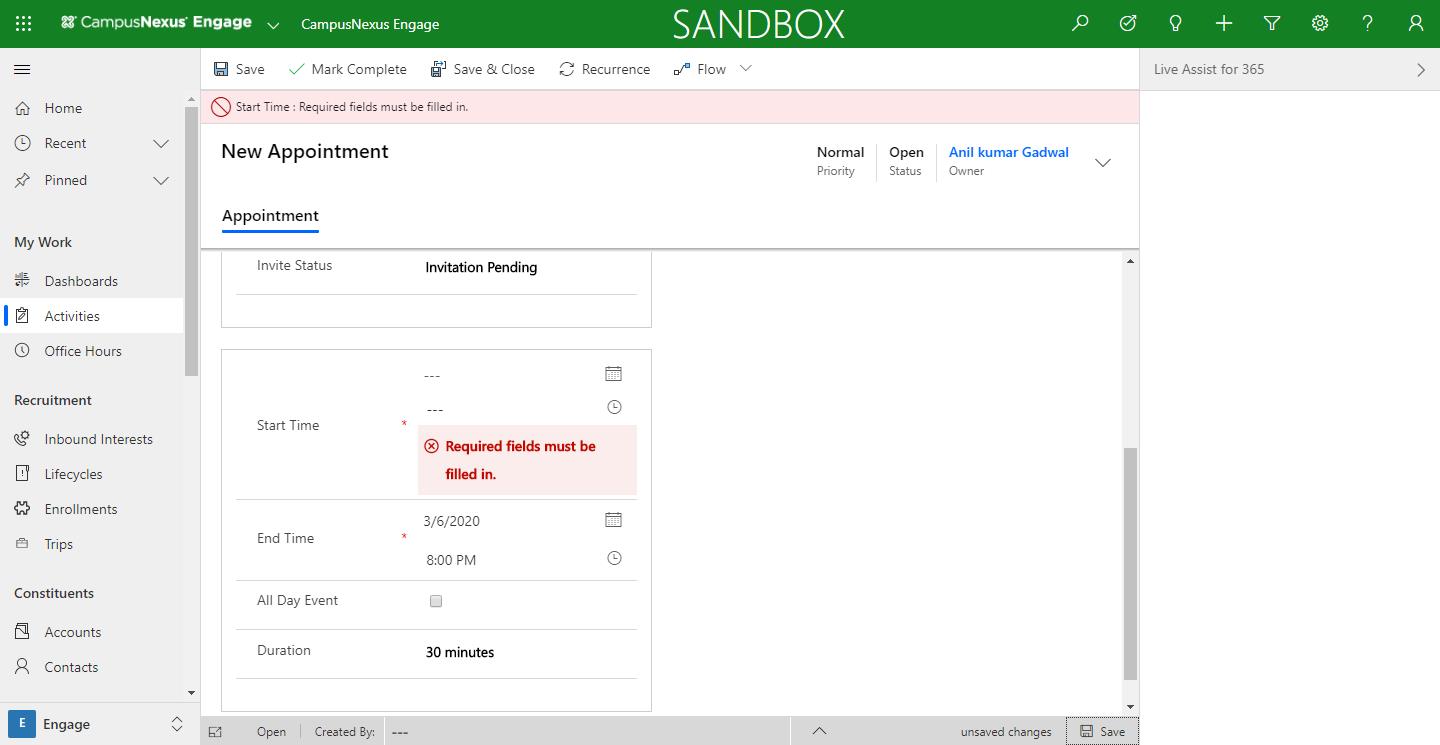 CampusNexus® Engage
CampusNexus Engage
SANDBOX
Save
Mark Complete
Save & Close
Recurrence
Flow
Live Assist for 365
Home
Recent
Pinned
My Work
Dashboards
Activities
Office Hours
Recruitment
Inbound Interests
Lifecycles
Enrollments
Trips
Constituents
Accounts
Contacts
E
Engage
Start Time : Required fields must be filled in.
New Appointment
Normal
Priority
Open
Status
Anil kumar Gadwal
Owner
Appointment
Invite Status
Invitation Pending
---
---
Start Time
*
Required fields must be
filled in.
3/6/2020
End Time
*
8:00 PM
All Day Event
Duration
30 minutes
Open
Created By:
---
unsaved changes
Save